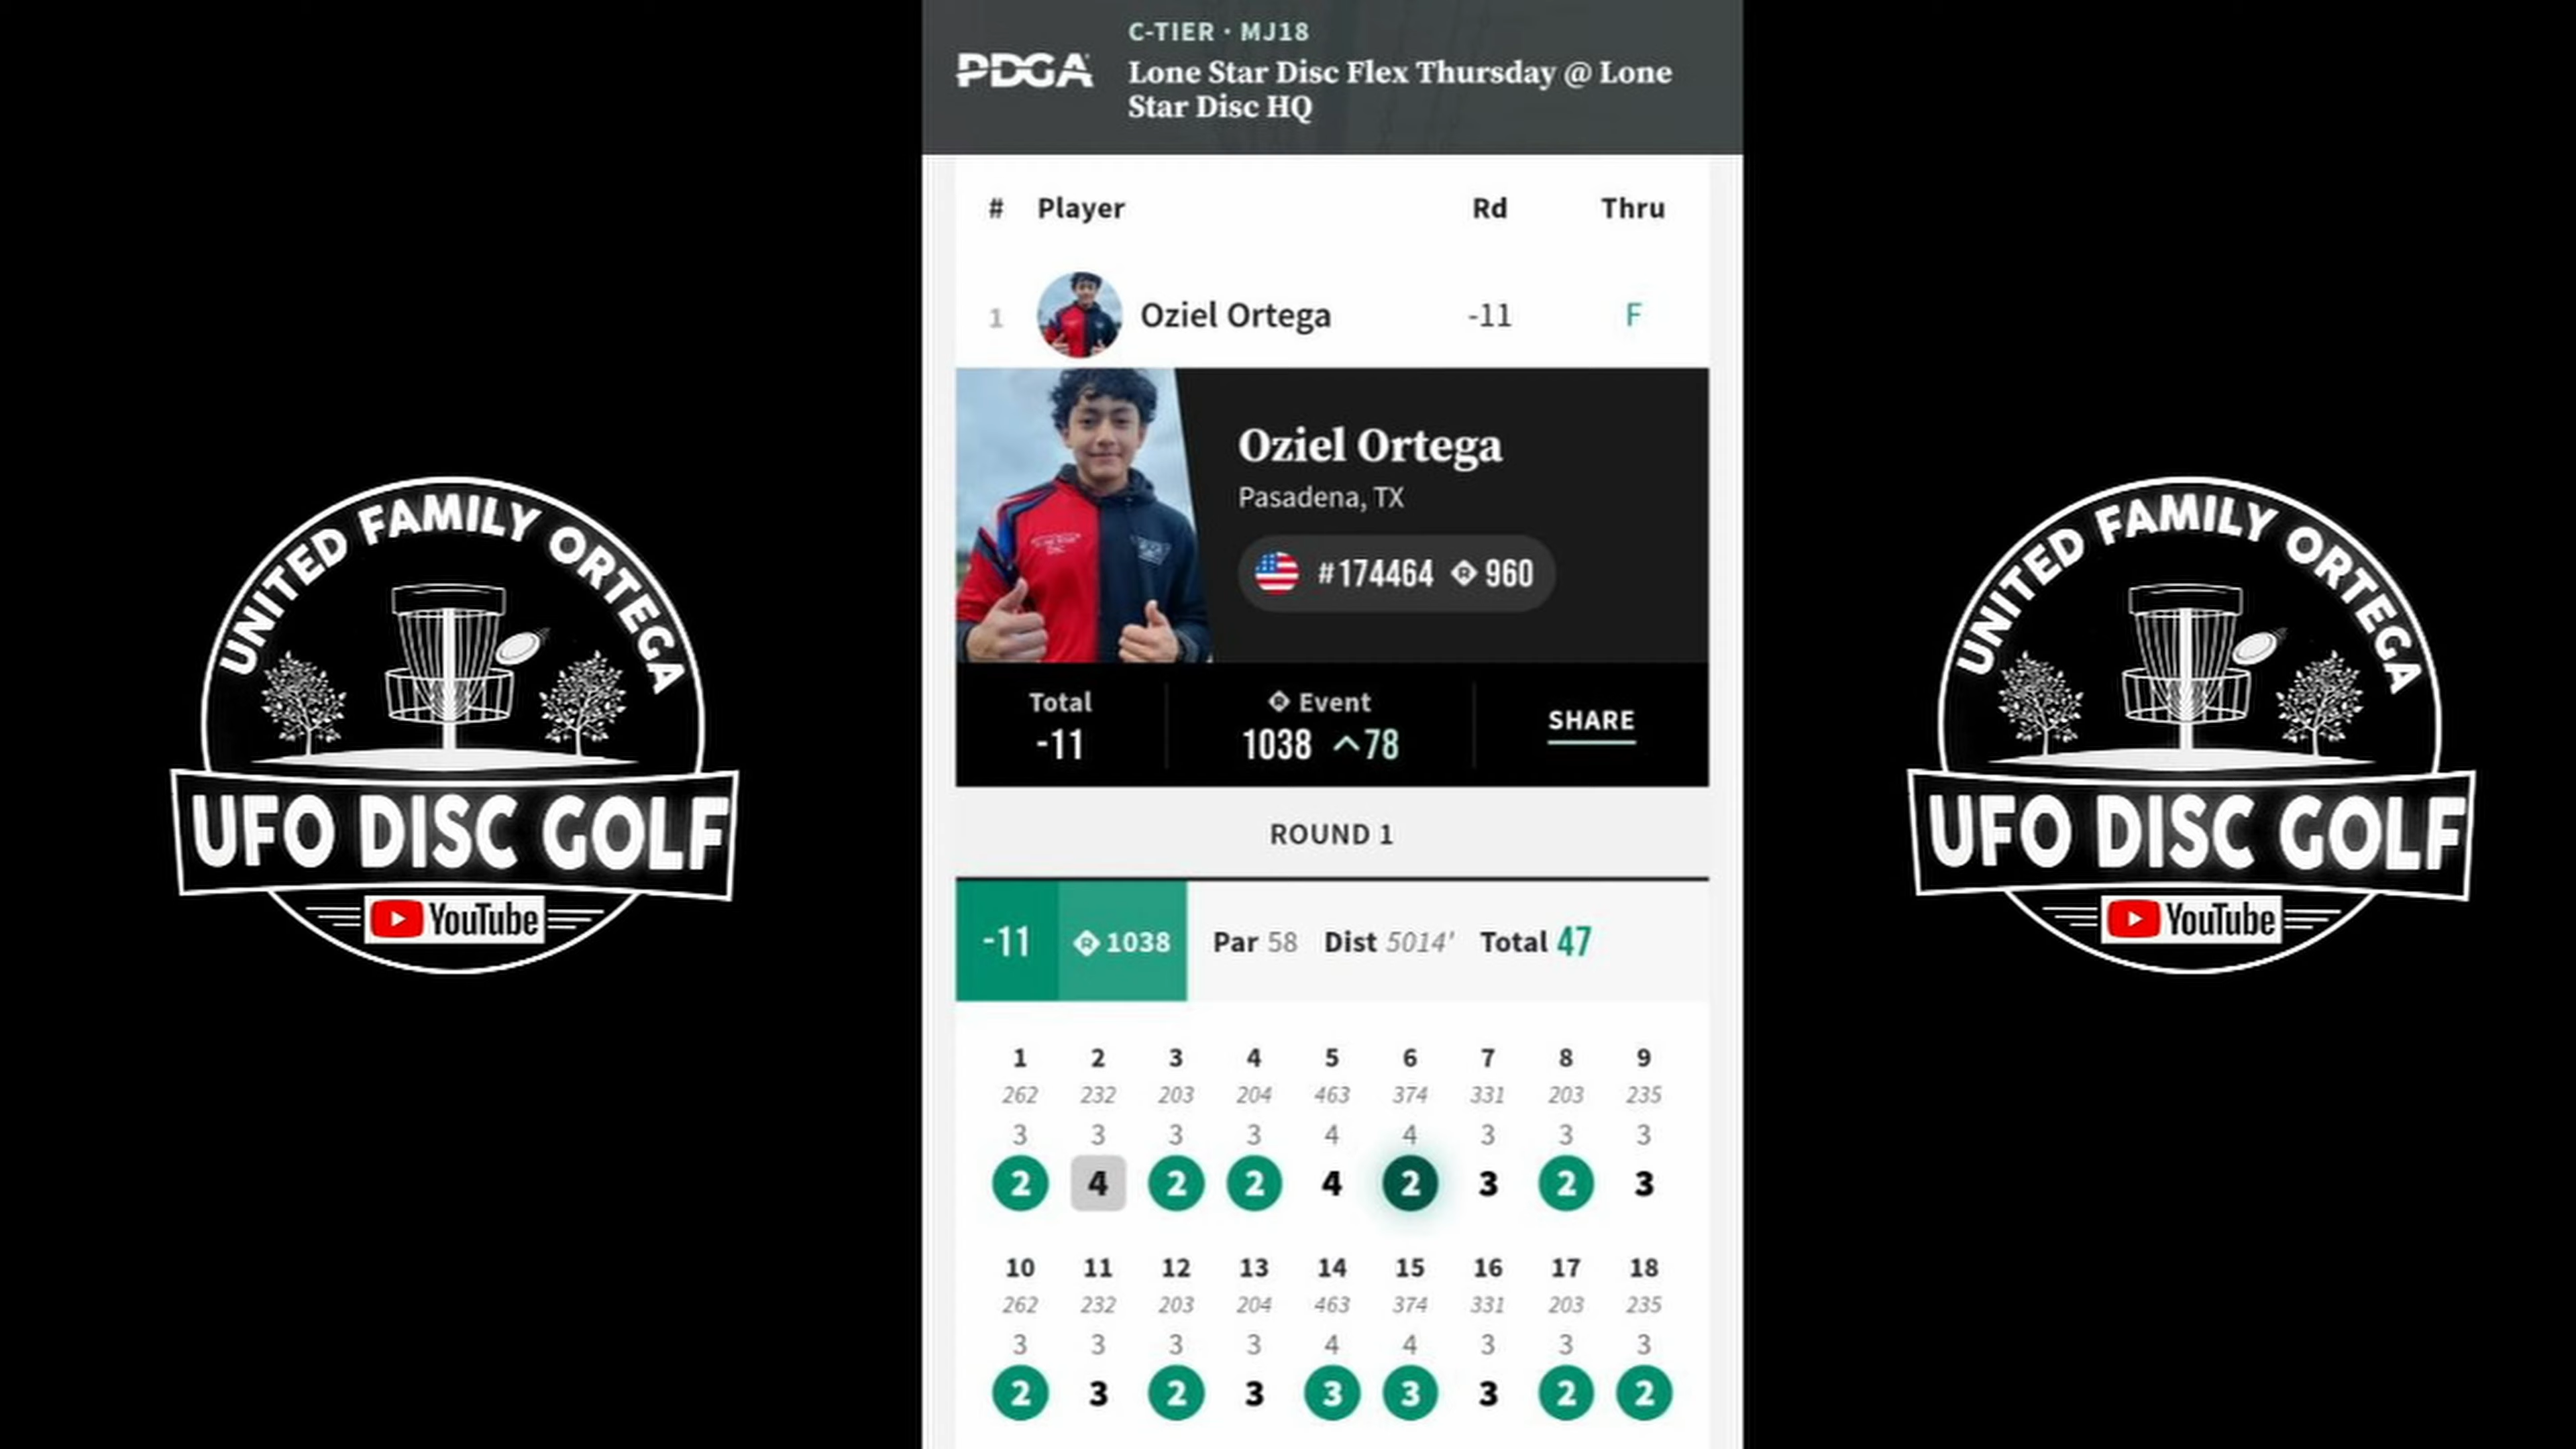 C-TIER · MJ18
PDGA
Lone Star Disc Flex Thursday @ Lone
Star Disc HQ
# Player Rd Thru
1 Oziel Ortega -11 F
Oziel Ortega
Pasadena, TX
#174464 R 960
Total R Event SHARE
-11 1038 78
ROUND 1
-11 R 1038 Par 58 Dist 5014' Total 47
1 2 3 4 5 6 7 8 9
262 232 203 204 463 374 331 203 235
3 3 3 3 4 4 3 3 3
2 4 2 2 4 2 3 2 3
10 11 12 13 14 15 16 17 18
262 232 203 204 463 374 331 203 235
3 3 3 3 4 4 3 3 3
2 3 2 3 3 3 3 2 2
UNITED FAMILY ORTEGA
UFO DISC GOLF
YouTube
UNITED FAMILY ORTEGA
UFO DISC GOLF
YouTube